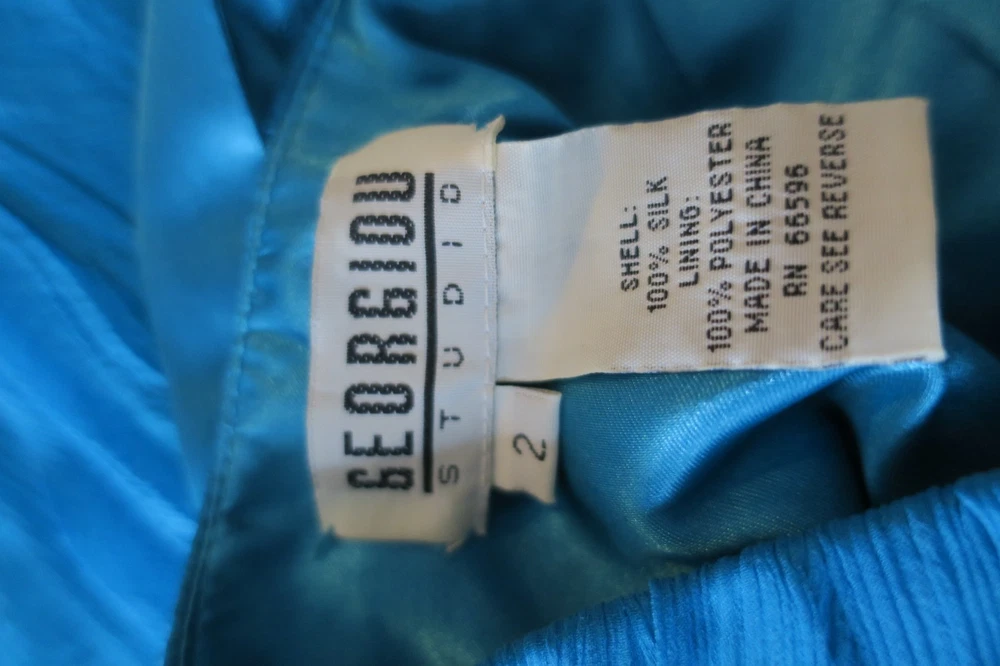 GEORGIOU
STUDIO
2
SHELL:
100% SILK
LINING:
100% POLYESTER
MADE IN CHINA
RN 66596
CARE SEE REVERSE